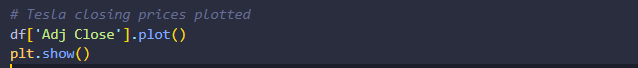 # Tesla closing prices plotted
df['Adj Close'].plot()
plt.show()